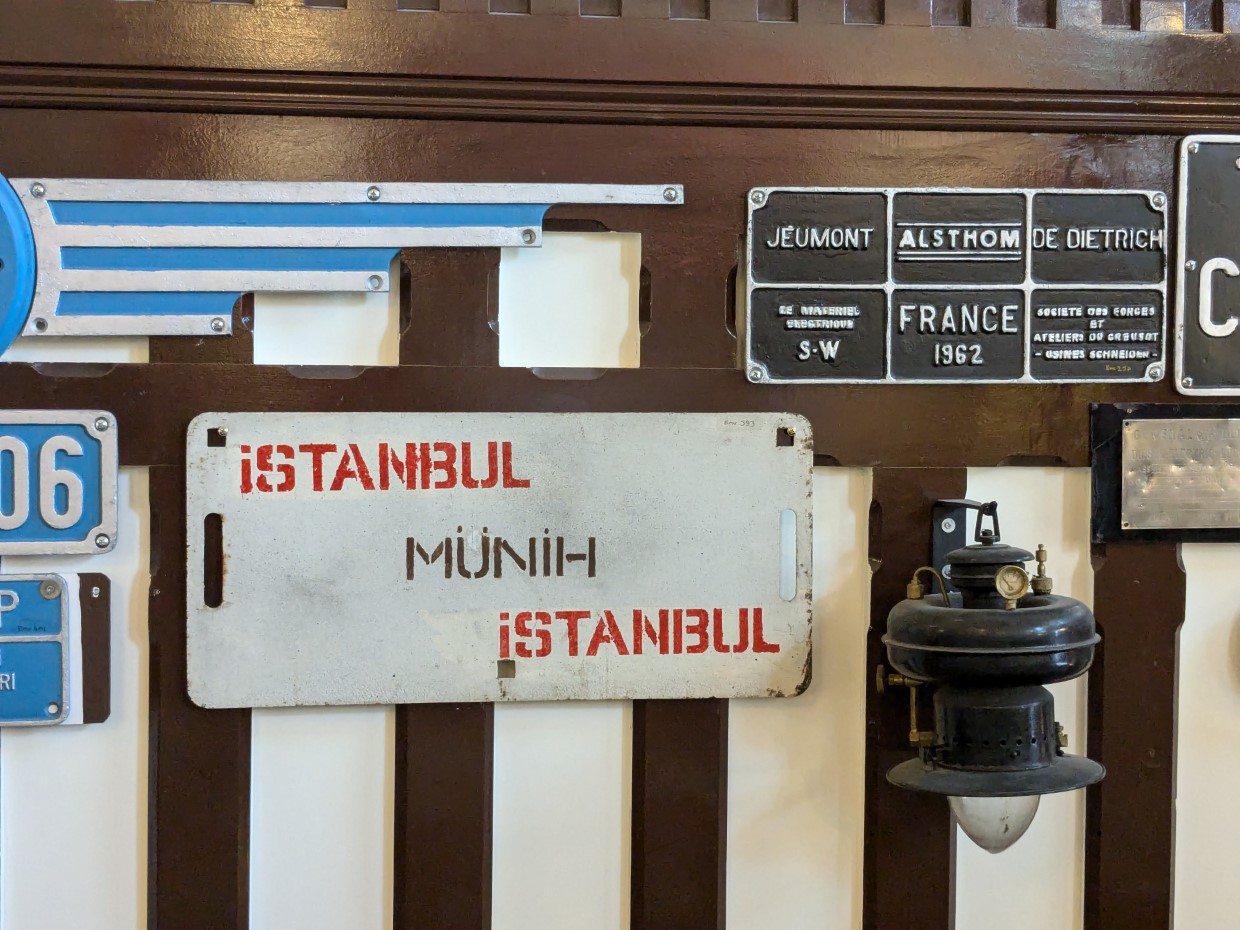 JEUMONT
ALSTHOM
DE DIETRICH
LE MATERIEL
ELECTRIQUE
S-W
FRANCE
1962
SOCIETE DES FORGES
ET
ATELIERS DU CREUSOT
- USINES SCHNEIDER -
C
06
P
RI
İSTANBUL
MÜNİH
İSTANBUL